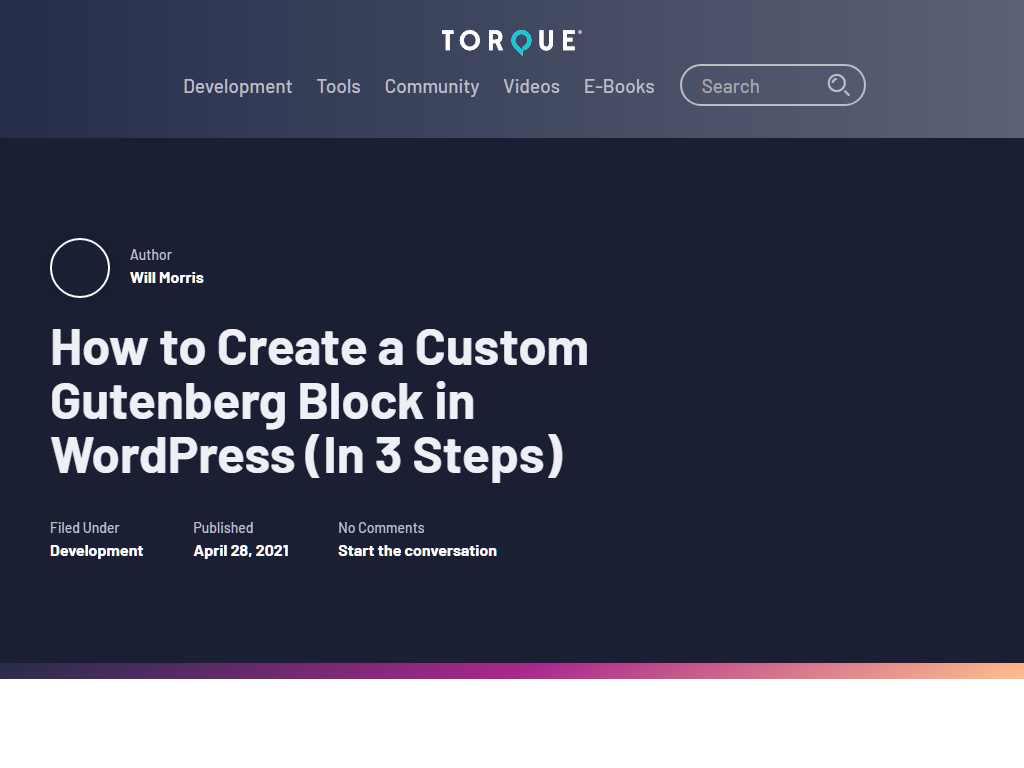 TORQUE
Development Tools Community Videos E-Books Search
Author
Will Morris
How to Create a Custom
Gutenberg Block in
WordPress (In 3 Steps)
Filed Under Published No Comments
Development April 28, 2021 Start the conversation